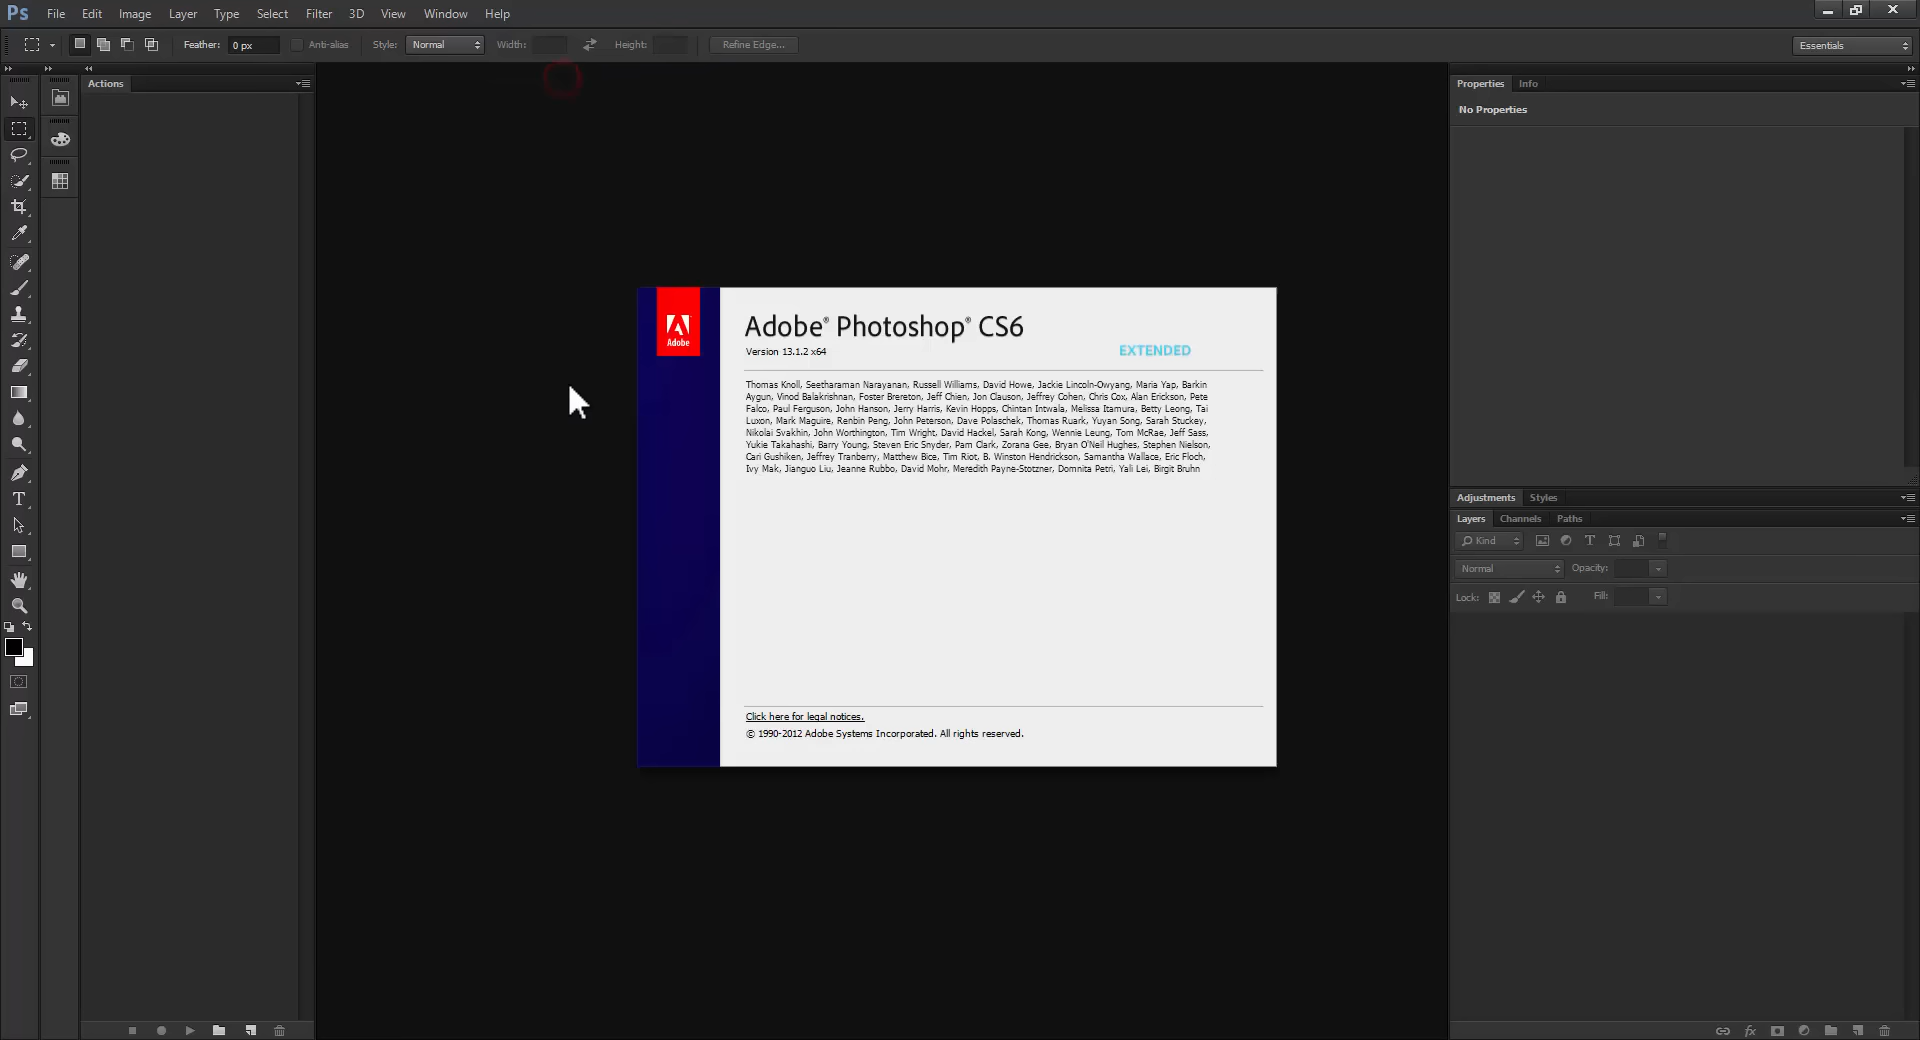 Ps File Edit Image Layer Type Select Filter 3D View Window Help
Feather: 0 px Anti-alias Style: Normal Width: Height: Refine Edge... Essentials
Actions
Properties Info
No Properties
Adobe
Adobe® Photoshop® CS6
Version 13.1.2 x64
EXTENDED
Thomas Knoll, Seetharaman Narayanan, Russell Williams, David Howe, Jackie Lincoln-Owyang, Maria Yap, Barkin
Aygun, Vinod Balakrishnan, Foster Brereton, Jeff Chien, Jon Clauson, Jeffrey Cohen, Chris Cox, Alan Erickson, Pete
Falco, Paul Ferguson, John Hanson, Jerry Harris, Kevin Hopps, Chintan Intwala, Melissa Itamura, Betty Leong, Tai
Luxon, Mark Maguire, Renbin Peng, John Peterson, Dave Polaschek, Thomas Ruark, Yuyan Song, Sarah Stuckey,
Nikolai Svakhin, John Worthington, Tim Wright, David Hackel, Sarah Kong, Wennie Leung, Tom McRae, Jeff Sass,
Yukie Takahashi, Barry Young, Steven Eric Snyder, Pam Clark, Zorana Gee, Bryan O'Neil Hughes, Stephen Nielson,
Cari Gushiken, Jeffrey Tranberry, Matthew Bice, Tim Riot, B. Winston Hendrickson, Samantha Wallace, Eric Floch,
Ivy Mak, Jianguo Liu, Jeanne Rubbo, David Mohr, Meredith Payne-Stotzner, Domnita Petri, Yali Lei, Birgit Bruhn
Click here for legal notices.
© 1990-2012 Adobe Systems Incorporated. All rights reserved.
Adjustments Styles
Layers Channels Paths
Kind
Normal Opacity:
Lock: Fill: